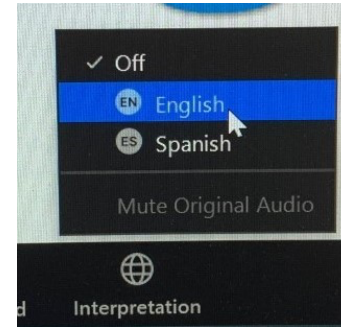 Off
EN English
ES Spanish
Mute Original Audio
d Interpretation